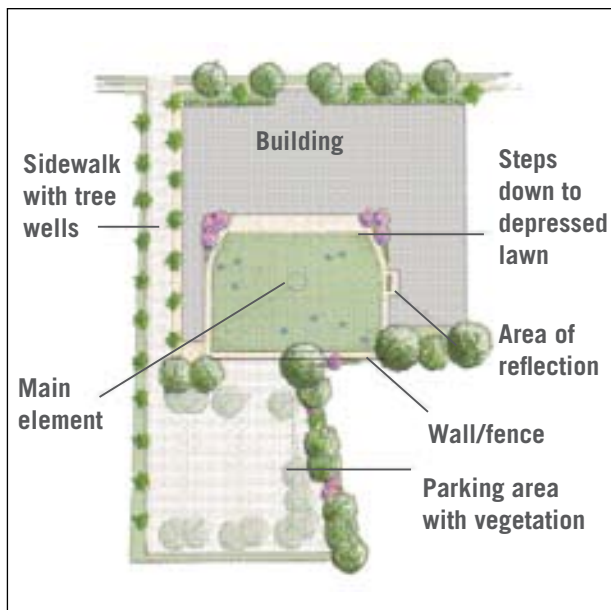 Building
Sidewalk
with tree
wells
Steps
down to
depressed
lawn
Area of
reflection
Main
element
Wall/fence
Parking area
with vegetation